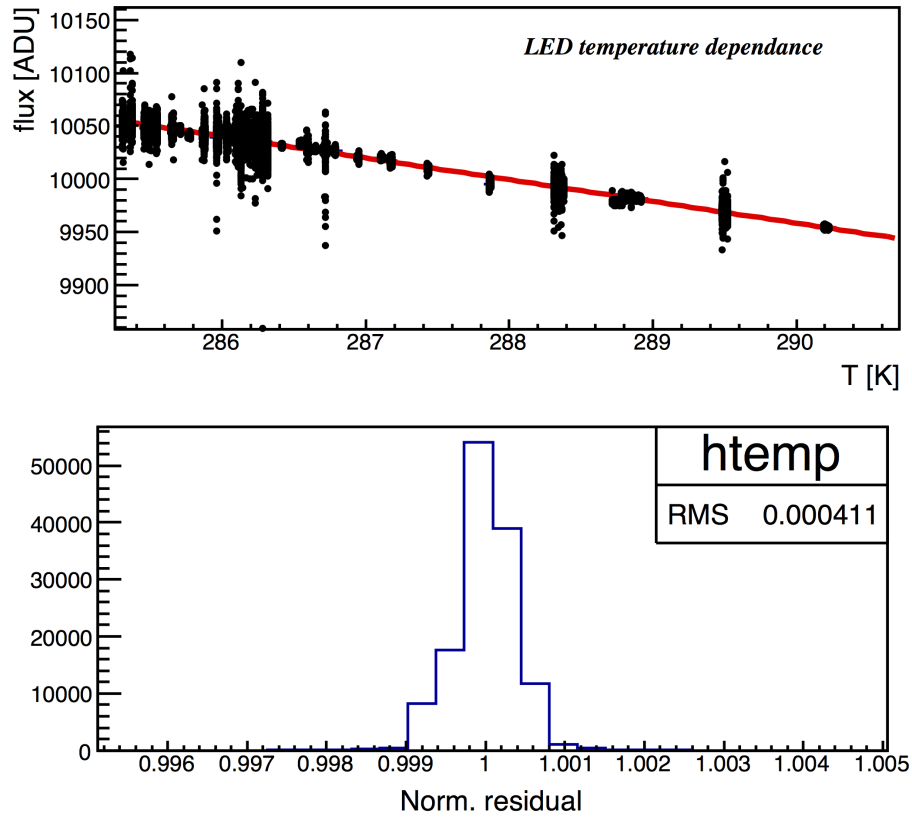 flux [ADU]
LED temperature dependance
10150
10100
10050
10000
9950
9900
286 287 288 289 290
T [K]
htemp
RMS 0.000411
50000
40000
30000
20000
10000
0
0.996 0.997 0.998 0.999 1 1.001 1.002 1.003 1.004 1.005
Norm. residual